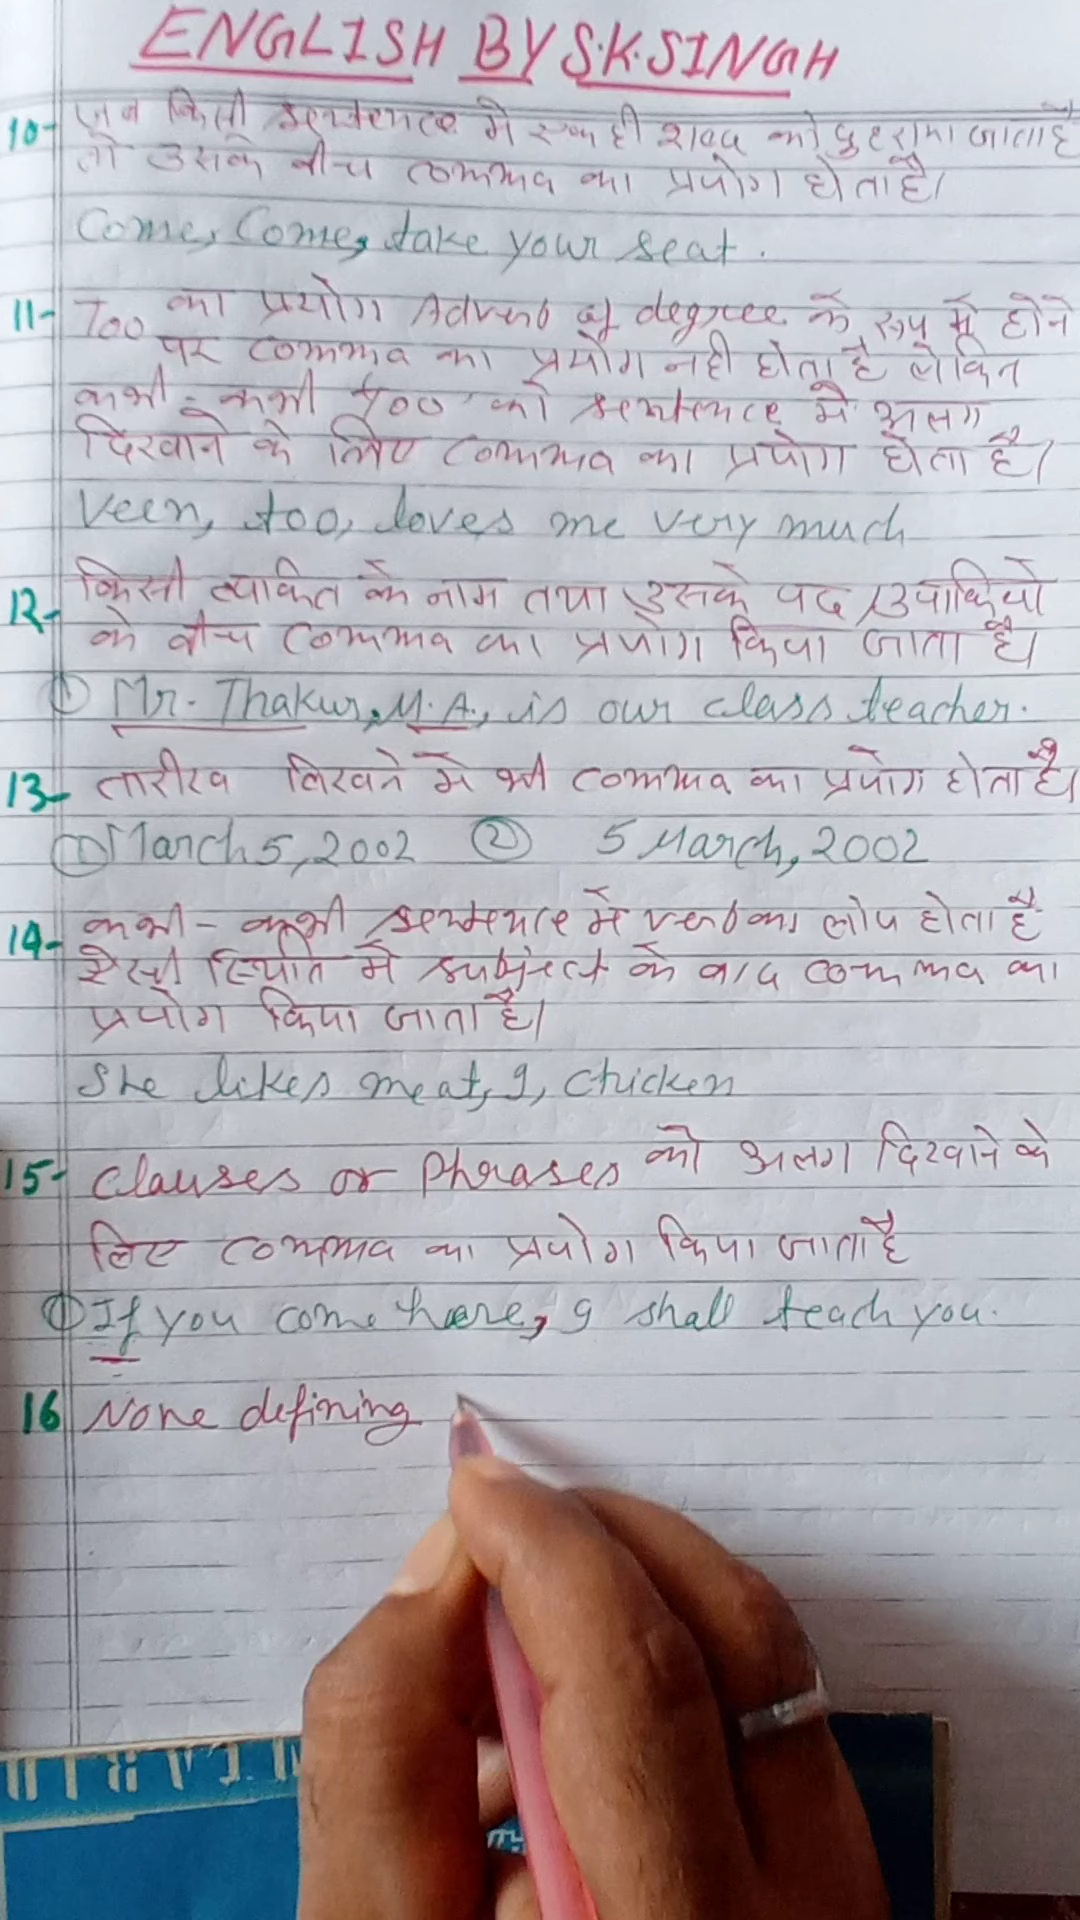 ENGLISH BY S.K.SINGH
10- जब किसी sentence मे एक ही शब्द को दुहराया जाता है
तो उसके बीच comma का प्रयोग होता है।
Come, Come, take your seat.
11- Too का प्रयोग Adverb of degree के रूप में होने
पर comma का प्रयोग नही होता है लेकिन
कभी-कभी too को sentence मे अलग
दिखाने के लिए comma का प्रयोग होता है।
Veen, too, loves me very much
12- किसी व्यक्ति के नाम तथा उसके पद/उपाधियो
के बीच comma का प्रयोग किया जाता है।
① Mr. Thakur, M.A., is our class teacher.
13- तारीख लिखने मे भी comma का प्रयोग होता है।
① March 5, 2002 ② 5 March, 2002
14- कभी-कभी sentence मे verb का लोप होता है
ऐसी स्थिति मे subject के बाद comma का
प्रयोग किया जाता है।
She likes meat, I, chicken
15- Clauses or Phrases को अलग दिखाने के
लिए comma का प्रयोग किया जाता है
① If you come here, I shall teach you.
16 None defining